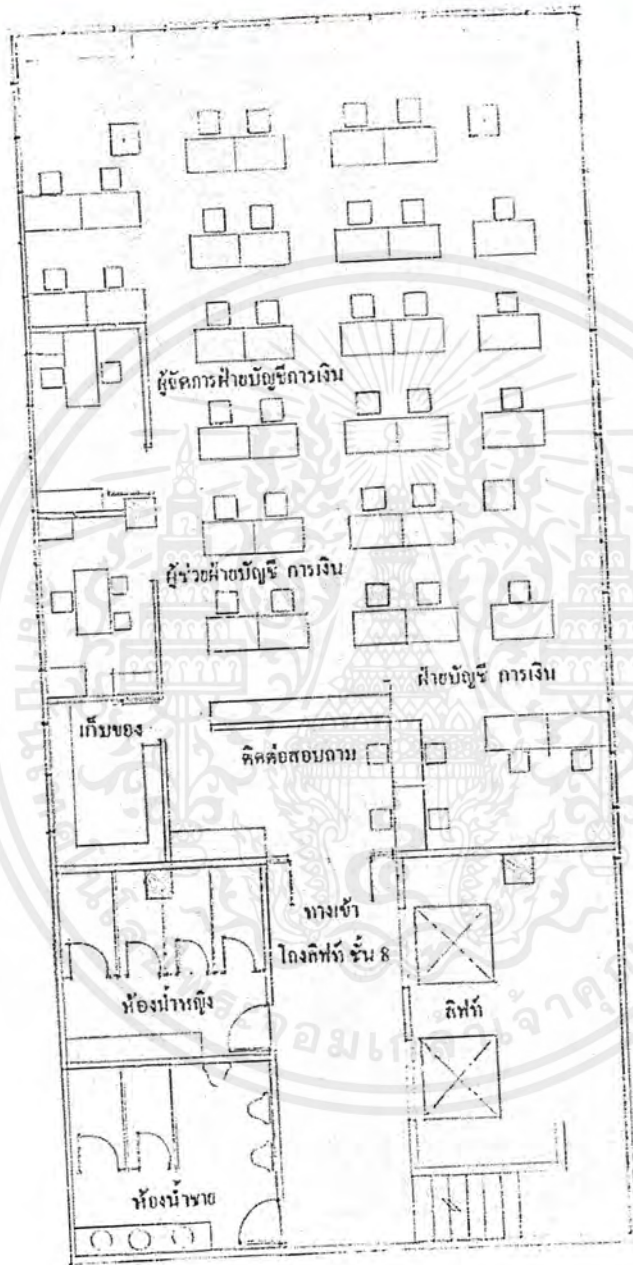 ผู้จัดการฝ่ายบัญชีการเงิน
ผู้ช่วยฝ่ายบัญชี การเงิน
ฝ่ายบัญชี การเงิน
เก็บของ
ติดต่อสอบถาม
ทางเข้า
โถงลิฟท์ ชั้น 8
ลิฟท์
ห้องน้ำหญิง
ห้องน้ำชาย